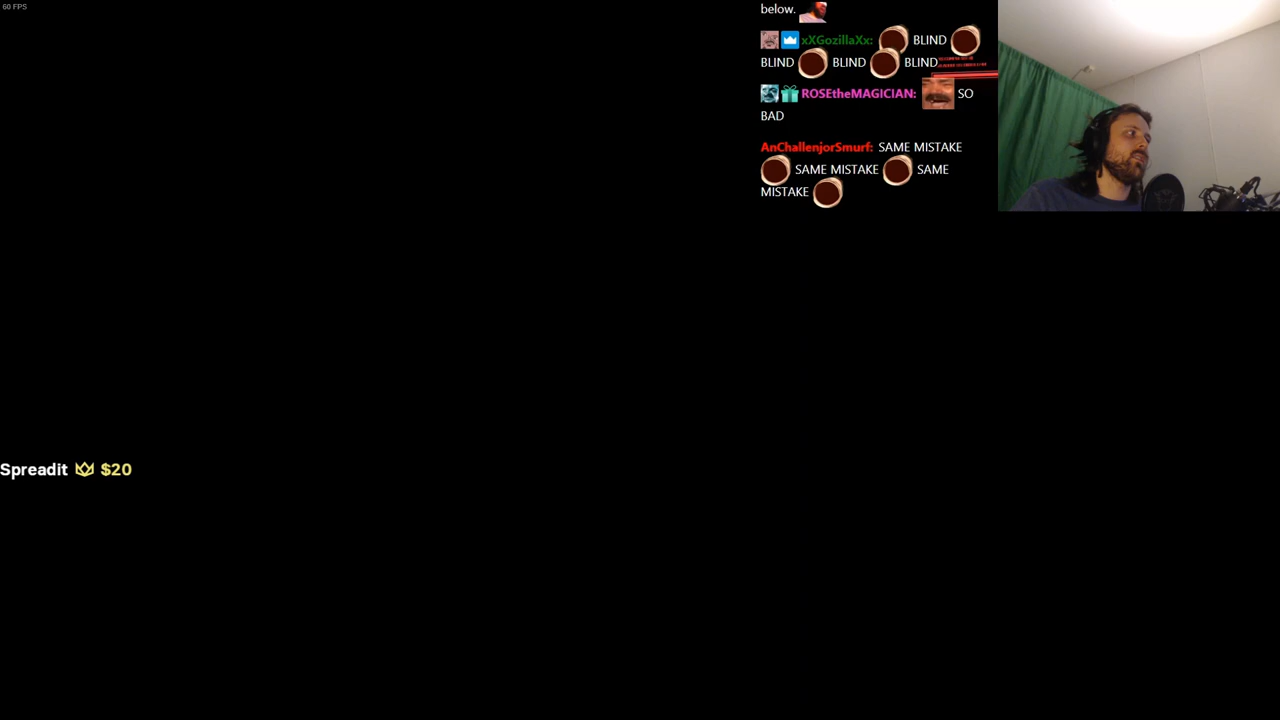 60 FPS
below.
xXGozillaXx: BLIND
BLIND BLIND BLIND
ROSEtheMAGICIAN: SO
BAD
AnChallenjorSmurf: SAME MISTAKE
SAME MISTAKE SAME
MISTAKE
Spreadit $20